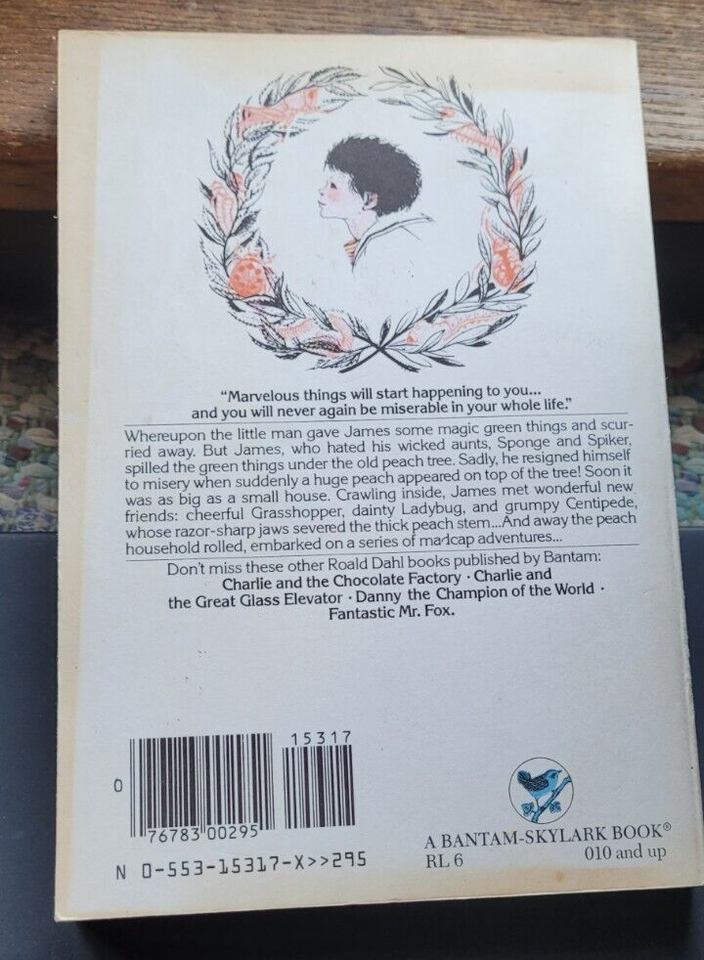 “Marvelous things will start happening to you...
and you will never again be miserable in your whole life.”
Whereupon the little man gave James some magic green things and scur-
ried away. But James, who hated his wicked aunts, Sponge and Spiker,
spilled the green things under the old peach tree. Sadly, he resigned himself
to misery when suddenly a huge peach appeared on top of the tree! Soon it
was as big as a small house. Crawling inside, James met wonderful new
friends: cheerful Grasshopper, dainty Ladybug, and grumpy Centipede,
whose razor-sharp jaws severed the thick peach stem...And away the peach
household rolled, embarked on a series of madcap adventures...
Don't miss these other Roald Dahl books published by Bantam:
Charlie and the Chocolate Factory · Charlie and
the Great Glass Elevator · Danny the Champion of the World ·
Fantastic Mr. Fox.
15317
0
76783 00295
N 0-553-15317-X>>295
A BANTAM-SKYLARK BOOK®
RL 6 010 and up